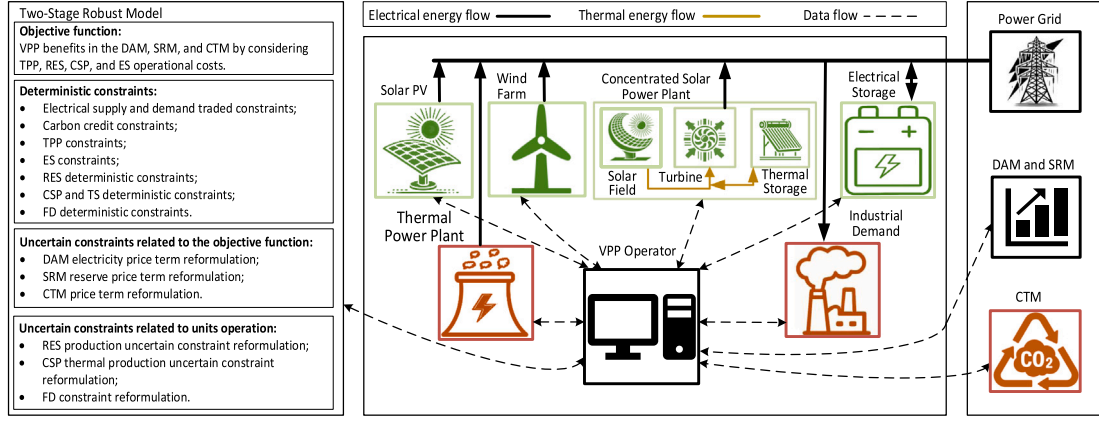 Two-Stage Robust Model
Objective function:
VPP benefits in the DAM, SRM, and CTM by considering
TPP, RES, CSP, and ES operational costs.
Deterministic constraints:
• Electrical supply and demand traded constraints;
• Carbon credit constraints;
• TPP constraints;
• ES constraints;
• RES deterministic constraints;
• CSP and TS deterministic constraints;
• FD deterministic constraints.
Uncertain constraints related to the objective function:
• DAM electricity price term reformulation;
• SRM reserve price term reformulation;
• CTM price term reformulation.
Uncertain constraints related to units operation:
• RES production uncertain constraint reformulation;
• CSP thermal production uncertain constraint
reformulation;
• FD constraint reformulation.
Electrical energy flow
Thermal energy flow
Data flow
Solar PV
Wind
Farm
Concentrated Solar
Power Plant
Solar
Field
Turbine
Thermal
Storage
Electrical
Storage
Thermal
Power Plant
VPP Operator
Industrial
Demand
Power Grid
DAM and SRM
CTM
CO2